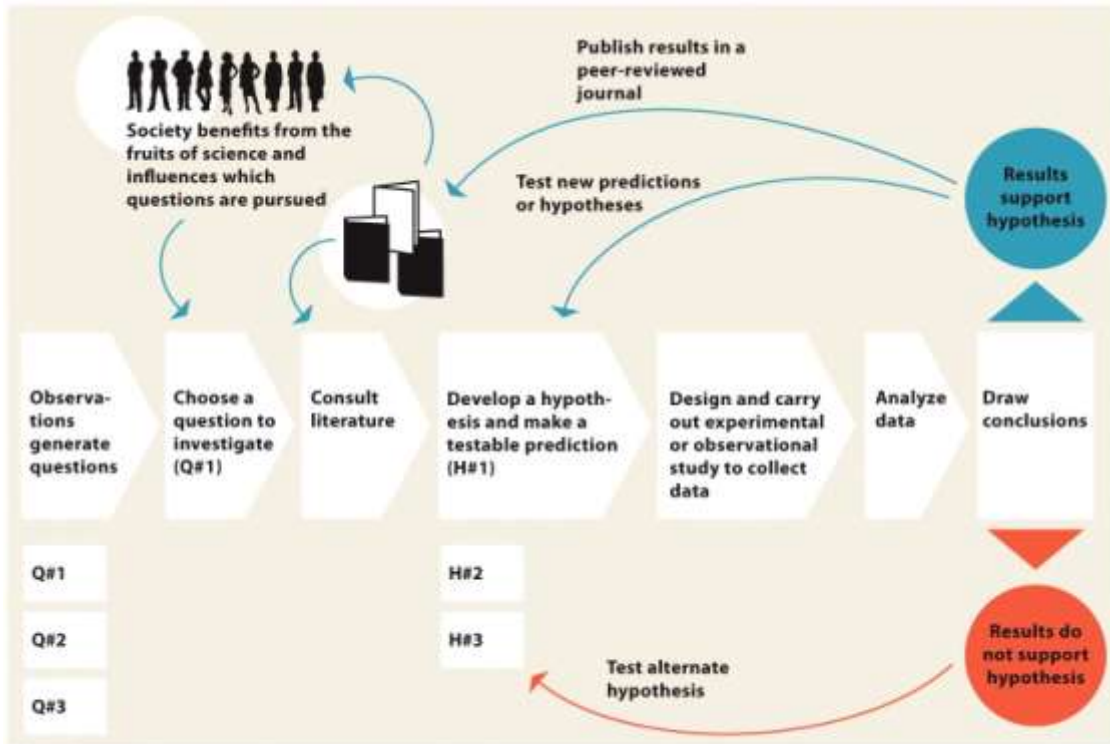 Society benefits from the
fruits of science and
influences which
questions are pursued
Publish results in a
peer-reviewed
journal
Test new predictions
or hypotheses
Results
support
hypothesis
Observa-
tions
generate
questions
Choose a
question to
investigate
(Q#1)
Consult
literature
Develop a hypoth-
esis and make a
testable prediction
(H#1)
Design and carry
out experimental
or observational
study to collect
data
Analyze
data
Draw
conclusions
Q#1
Q#2
Q#3
H#2
H#3
Test alternate
hypothesis
Results do
not support
hypothesis